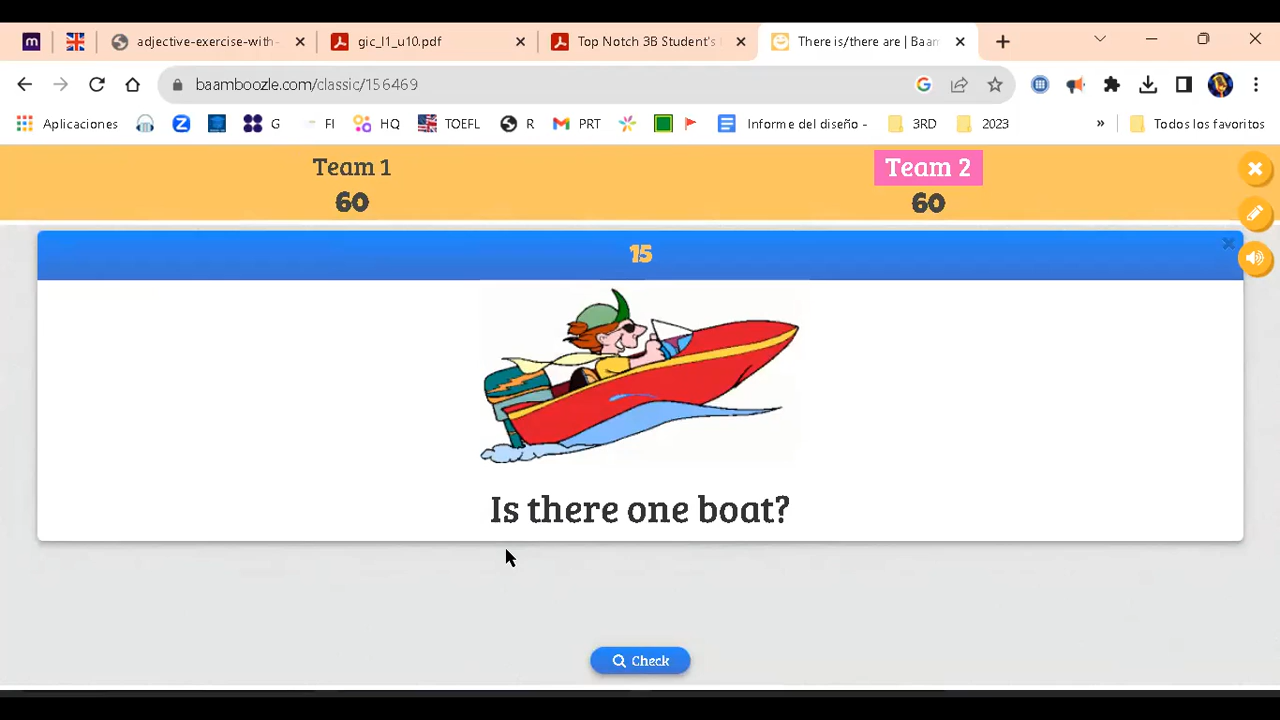 adjective-exercise-with-
gic_l1_u10.pdf
Top Notch 3B Student's
There is/there are | Baam
baamboozle.com/classic/156469
Aplicaciones
G
FI
HQ
TOEFL
R
PRT
Informe del diseño -
3RD
2023
»
Todos los favoritos
Team 1
Team 2
60
60
15
Is there one boat?
Check